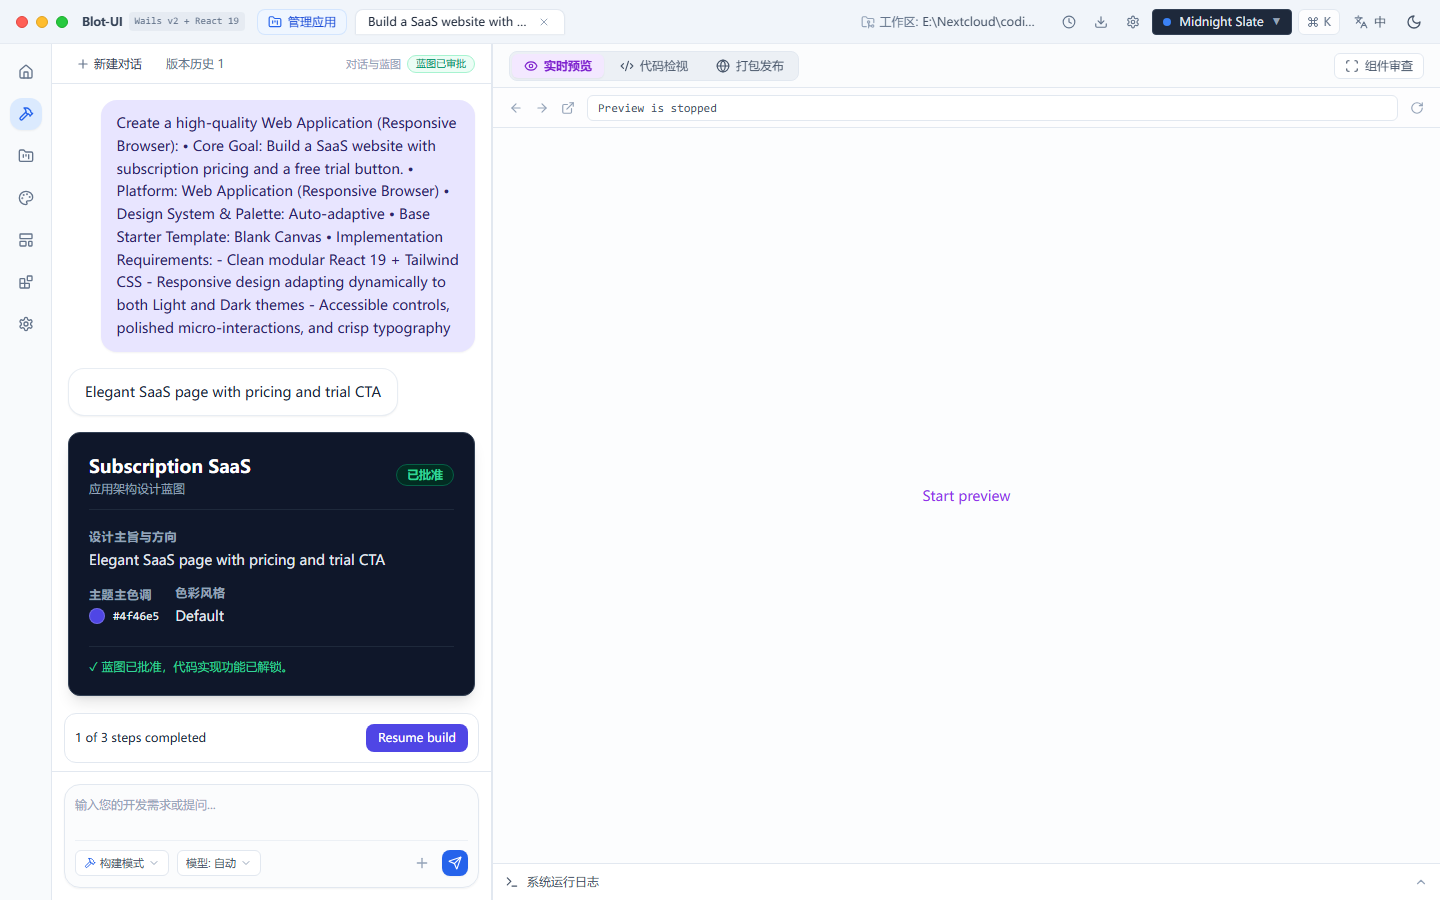 Blot-UI
Wails v2 + React 19
管理应用
Build a SaaS website with ...
工作区: E:\Nextcloud\codi...
Midnight Slate
⌘ K
中
新建对话
版本历史 1
对话与蓝图
蓝图已审批
实时预览
代码检视
打包发布
组件审查
Preview is stopped
Create a high-quality Web Application (Responsive
Browser): • Core Goal: Build a SaaS website with
subscription pricing and a free trial button. •
Platform: Web Application (Responsive Browser) •
Design System & Palette: Auto-adaptive • Base
Starter Template: Blank Canvas • Implementation
Requirements: - Clean modular React 19 + Tailwind
CSS - Responsive design adapting dynamically to
both Light and Dark themes - Accessible controls,
polished micro-interactions, and crisp typography
Elegant SaaS page with pricing and trial CTA
Subscription SaaS
应用架构设计蓝图
已批准
设计主旨与方向
Elegant SaaS page with pricing and trial CTA
主题主色调
#4f46e5
色彩风格
Default
✓ 蓝图已批准，代码实现功能已解锁。
1 of 3 steps completed
Resume build
输入您的开发需求或提问...
构建模式
模型: 自动
Start preview
系统运行日志